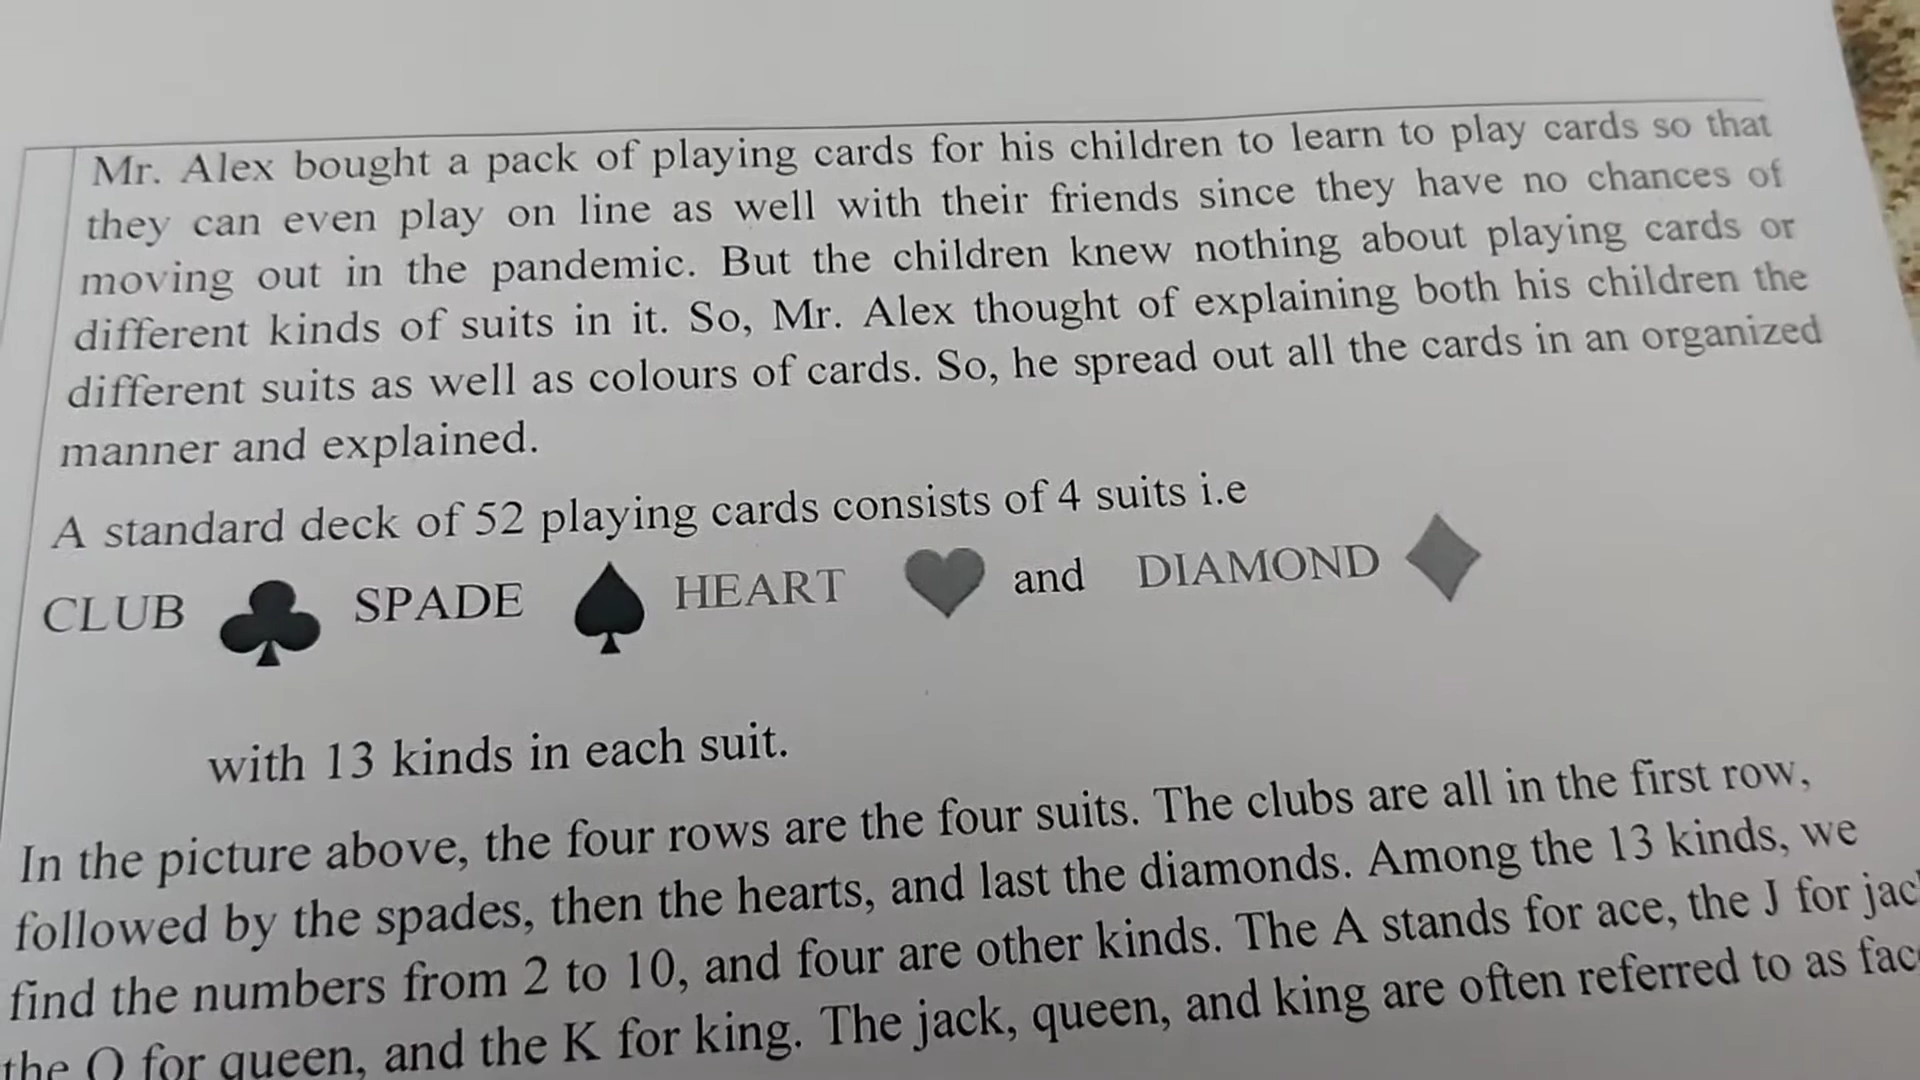 Mr. Alex bought a pack of playing cards for his children to learn to play cards so that
they can even play on line as well with their friends since they have no chances of
moving out in the pandemic. But the children knew nothing about playing cards or
different kinds of suits in it. So, Mr. Alex thought of explaining both his children the
different suits as well as colours of cards. So, he spread out all the cards in an organized
manner and explained.
A standard deck of 52 playing cards consists of 4 suits i.e
CLUB SPADE HEART and DIAMOND
with 13 kinds in each suit.
In the picture above, the four rows are the four suits. The clubs are all in the first row,
followed by the spades, then the hearts, and last the diamonds. Among the 13 kinds, we
find the numbers from 2 to 10, and four are other kinds. The A stands for ace, the J for
the Q for queen, and the K for king. The jack, queen, and king are often referred to as